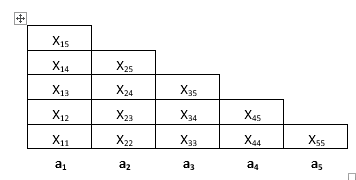 X₁₅
X₁₄ X₂₅
X₁₃ X₂₄ X₃₅
X₁₂ X₂₃ X₃₄ X₄₅
X₁₁ X₂₂ X₃₃ X₄₄ X₅₅
a₁ a₂ a₃ a₄ a₅